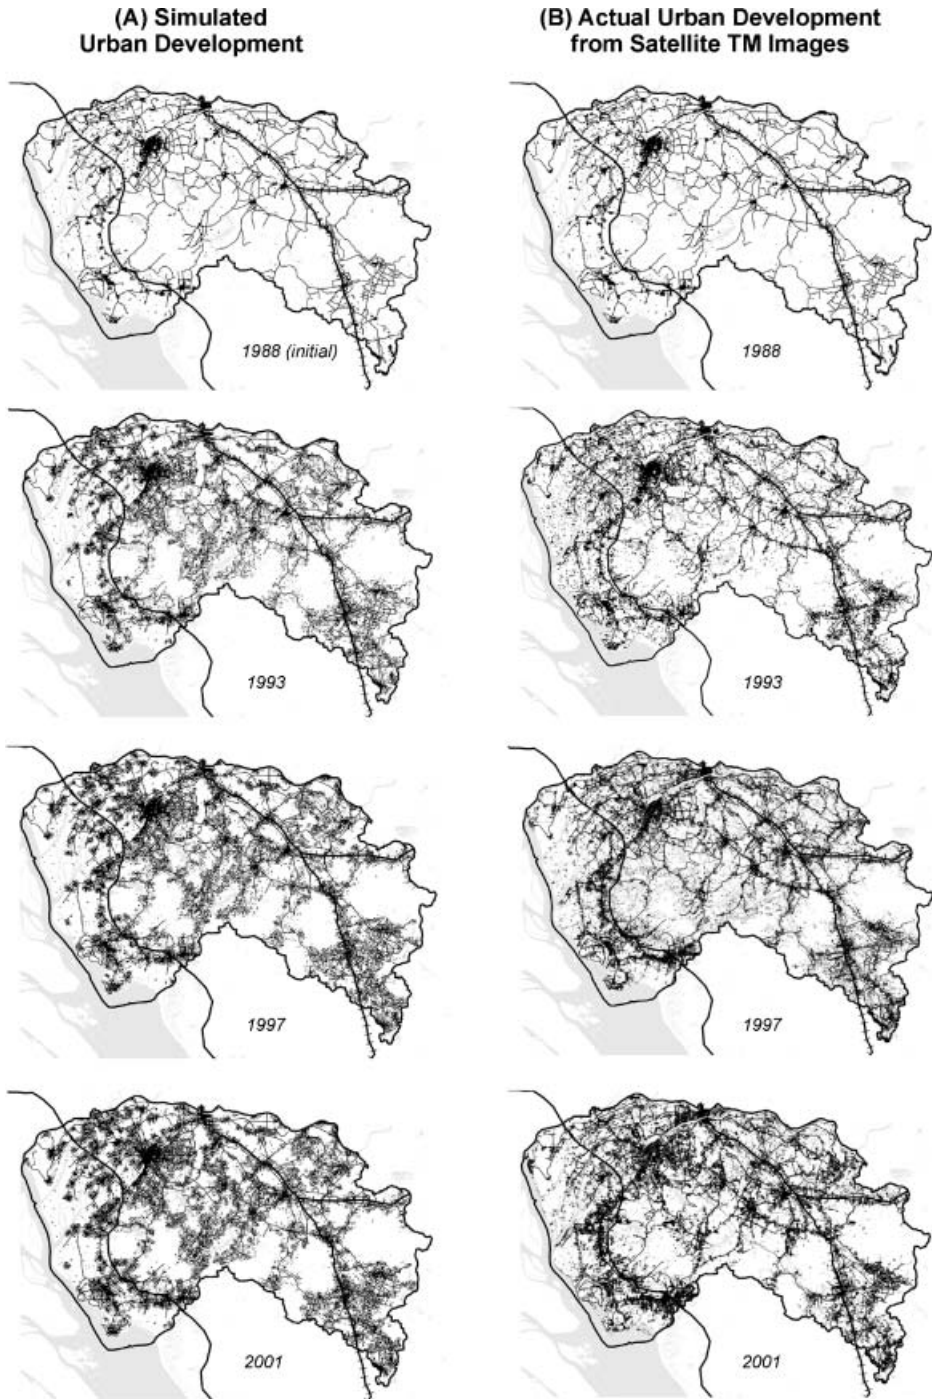 (A) Simulated
Urban Development
(B) Actual Urban Development
from Satellite TM Images
1988 (initial)
1988
1993
1993
1997
1997
2001
2001